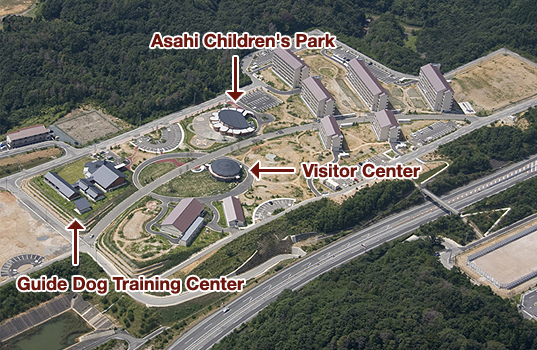 Asahi Children's Park
Visitor Center
Guide Dog Training Center